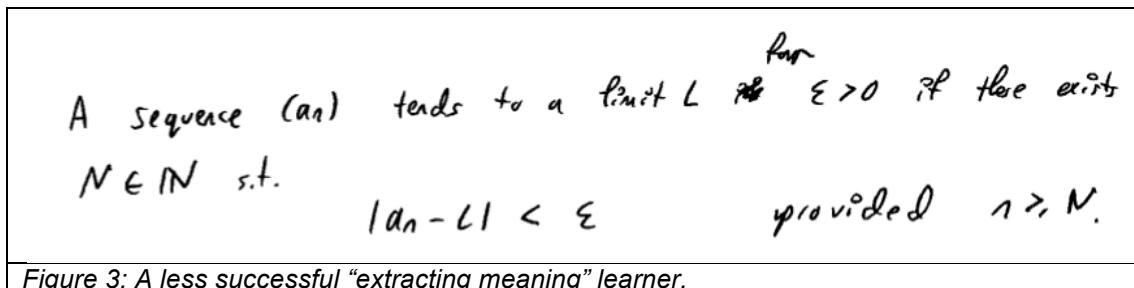 for
A sequence (aₙ) tends to a limit L ε>0 if there exists
N ∈ ℕ s.t.
|aₙ - L| < ε provided n ≥ N.
Figure 3: A less successful “extracting meaning” learner.